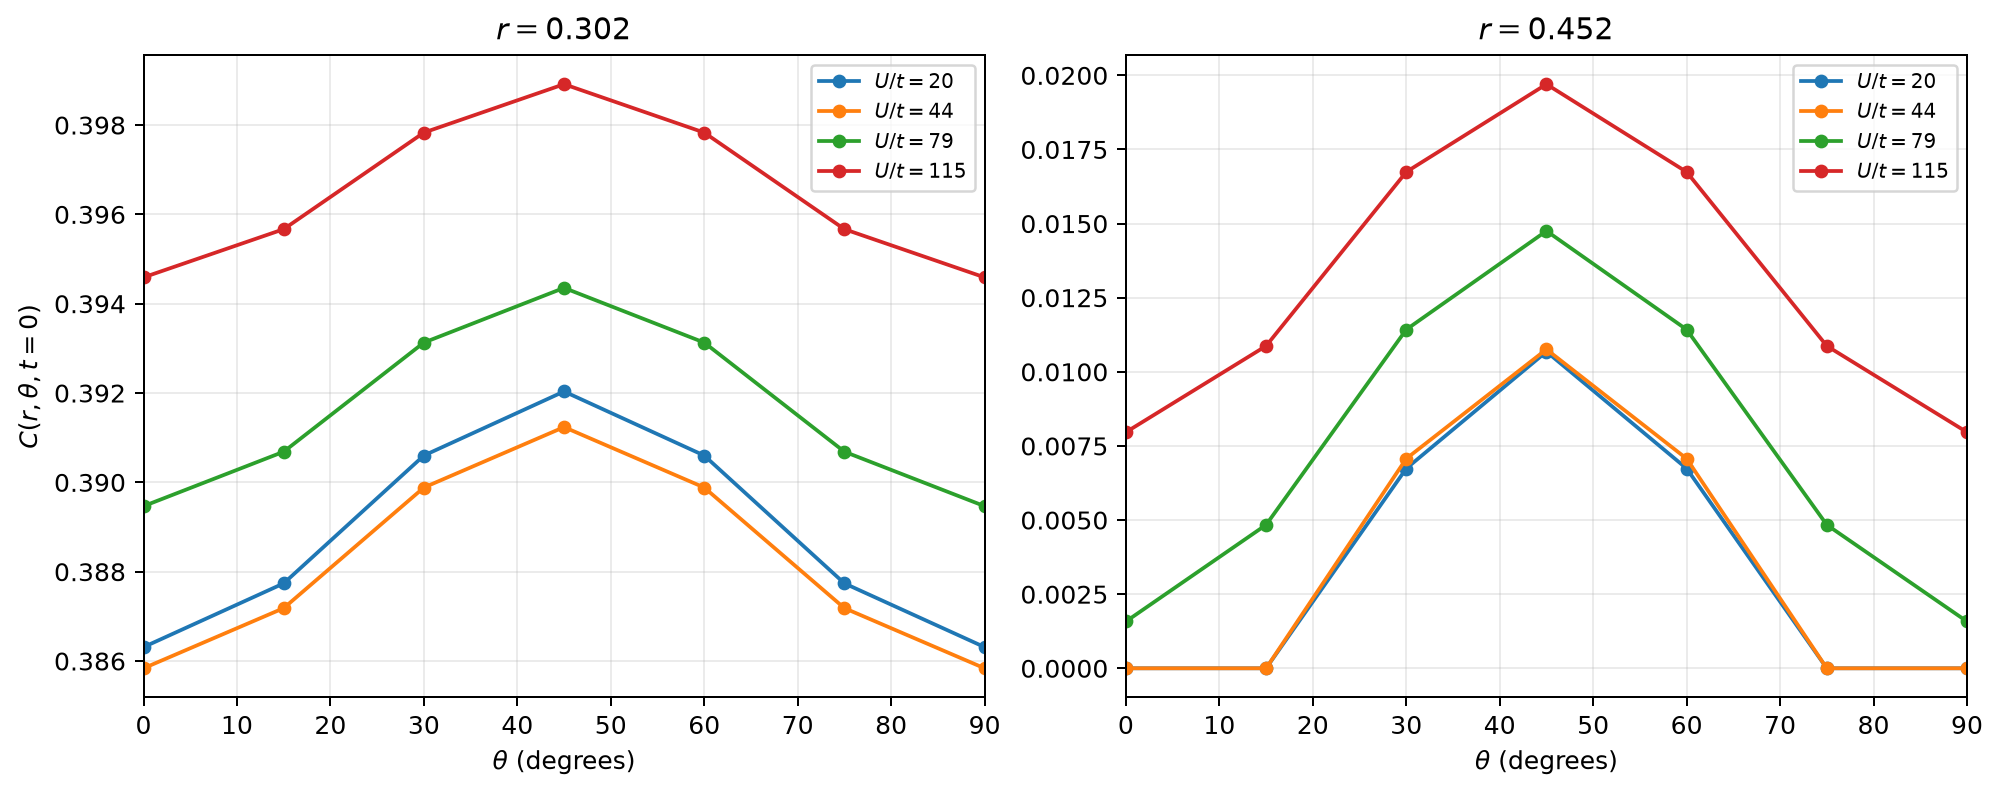 r = 0.302
C(r, θ, t = 0)
0.398
0.396
0.394
0.392
0.390
0.388
0.386
U/t = 20
U/t = 44
U/t = 79
U/t = 115
0 10 20 30 40 50 60 70 80 90
θ (degrees)
r = 0.452
0.0200
0.0175
0.0150
0.0125
0.0100
0.0075
0.0050
0.0025
0.0000
U/t = 20
U/t = 44
U/t = 79
U/t = 115
0 10 20 30 40 50 60 70 80 90
θ (degrees)